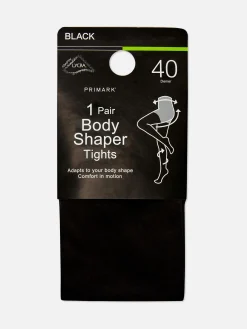 BLACK
LYCRA
40
Denier
PRIMARK
1 Pair
Body
Shaper
Tights
Adapts to your body shape
Comfort in motion